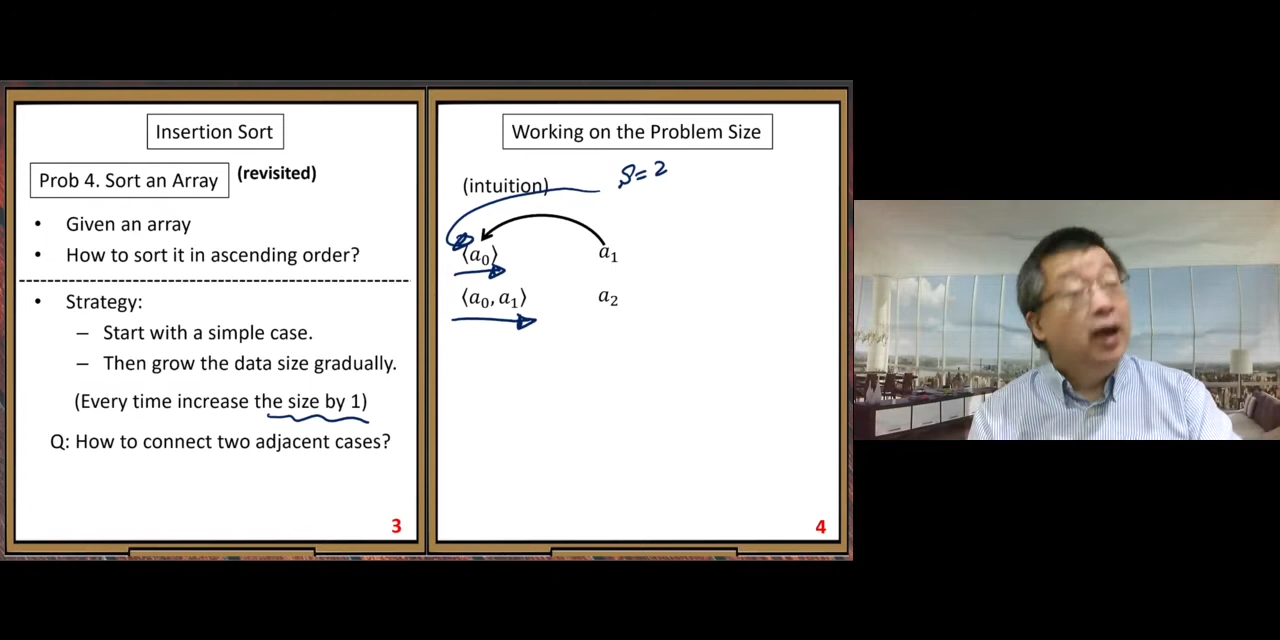 Insertion Sort
Prob 4. Sort an Array (revisited)
• Given an array
• How to sort it in ascending order?
• Strategy:
– Start with a simple case.
– Then grow the data size gradually.
(Every time increase the size by 1)
Q: How to connect two adjacent cases?
3
Working on the Problem Size
(intuition) S=2
⟨a₀⟩ a₁
⟨a₀, a₁⟩ a₂
4